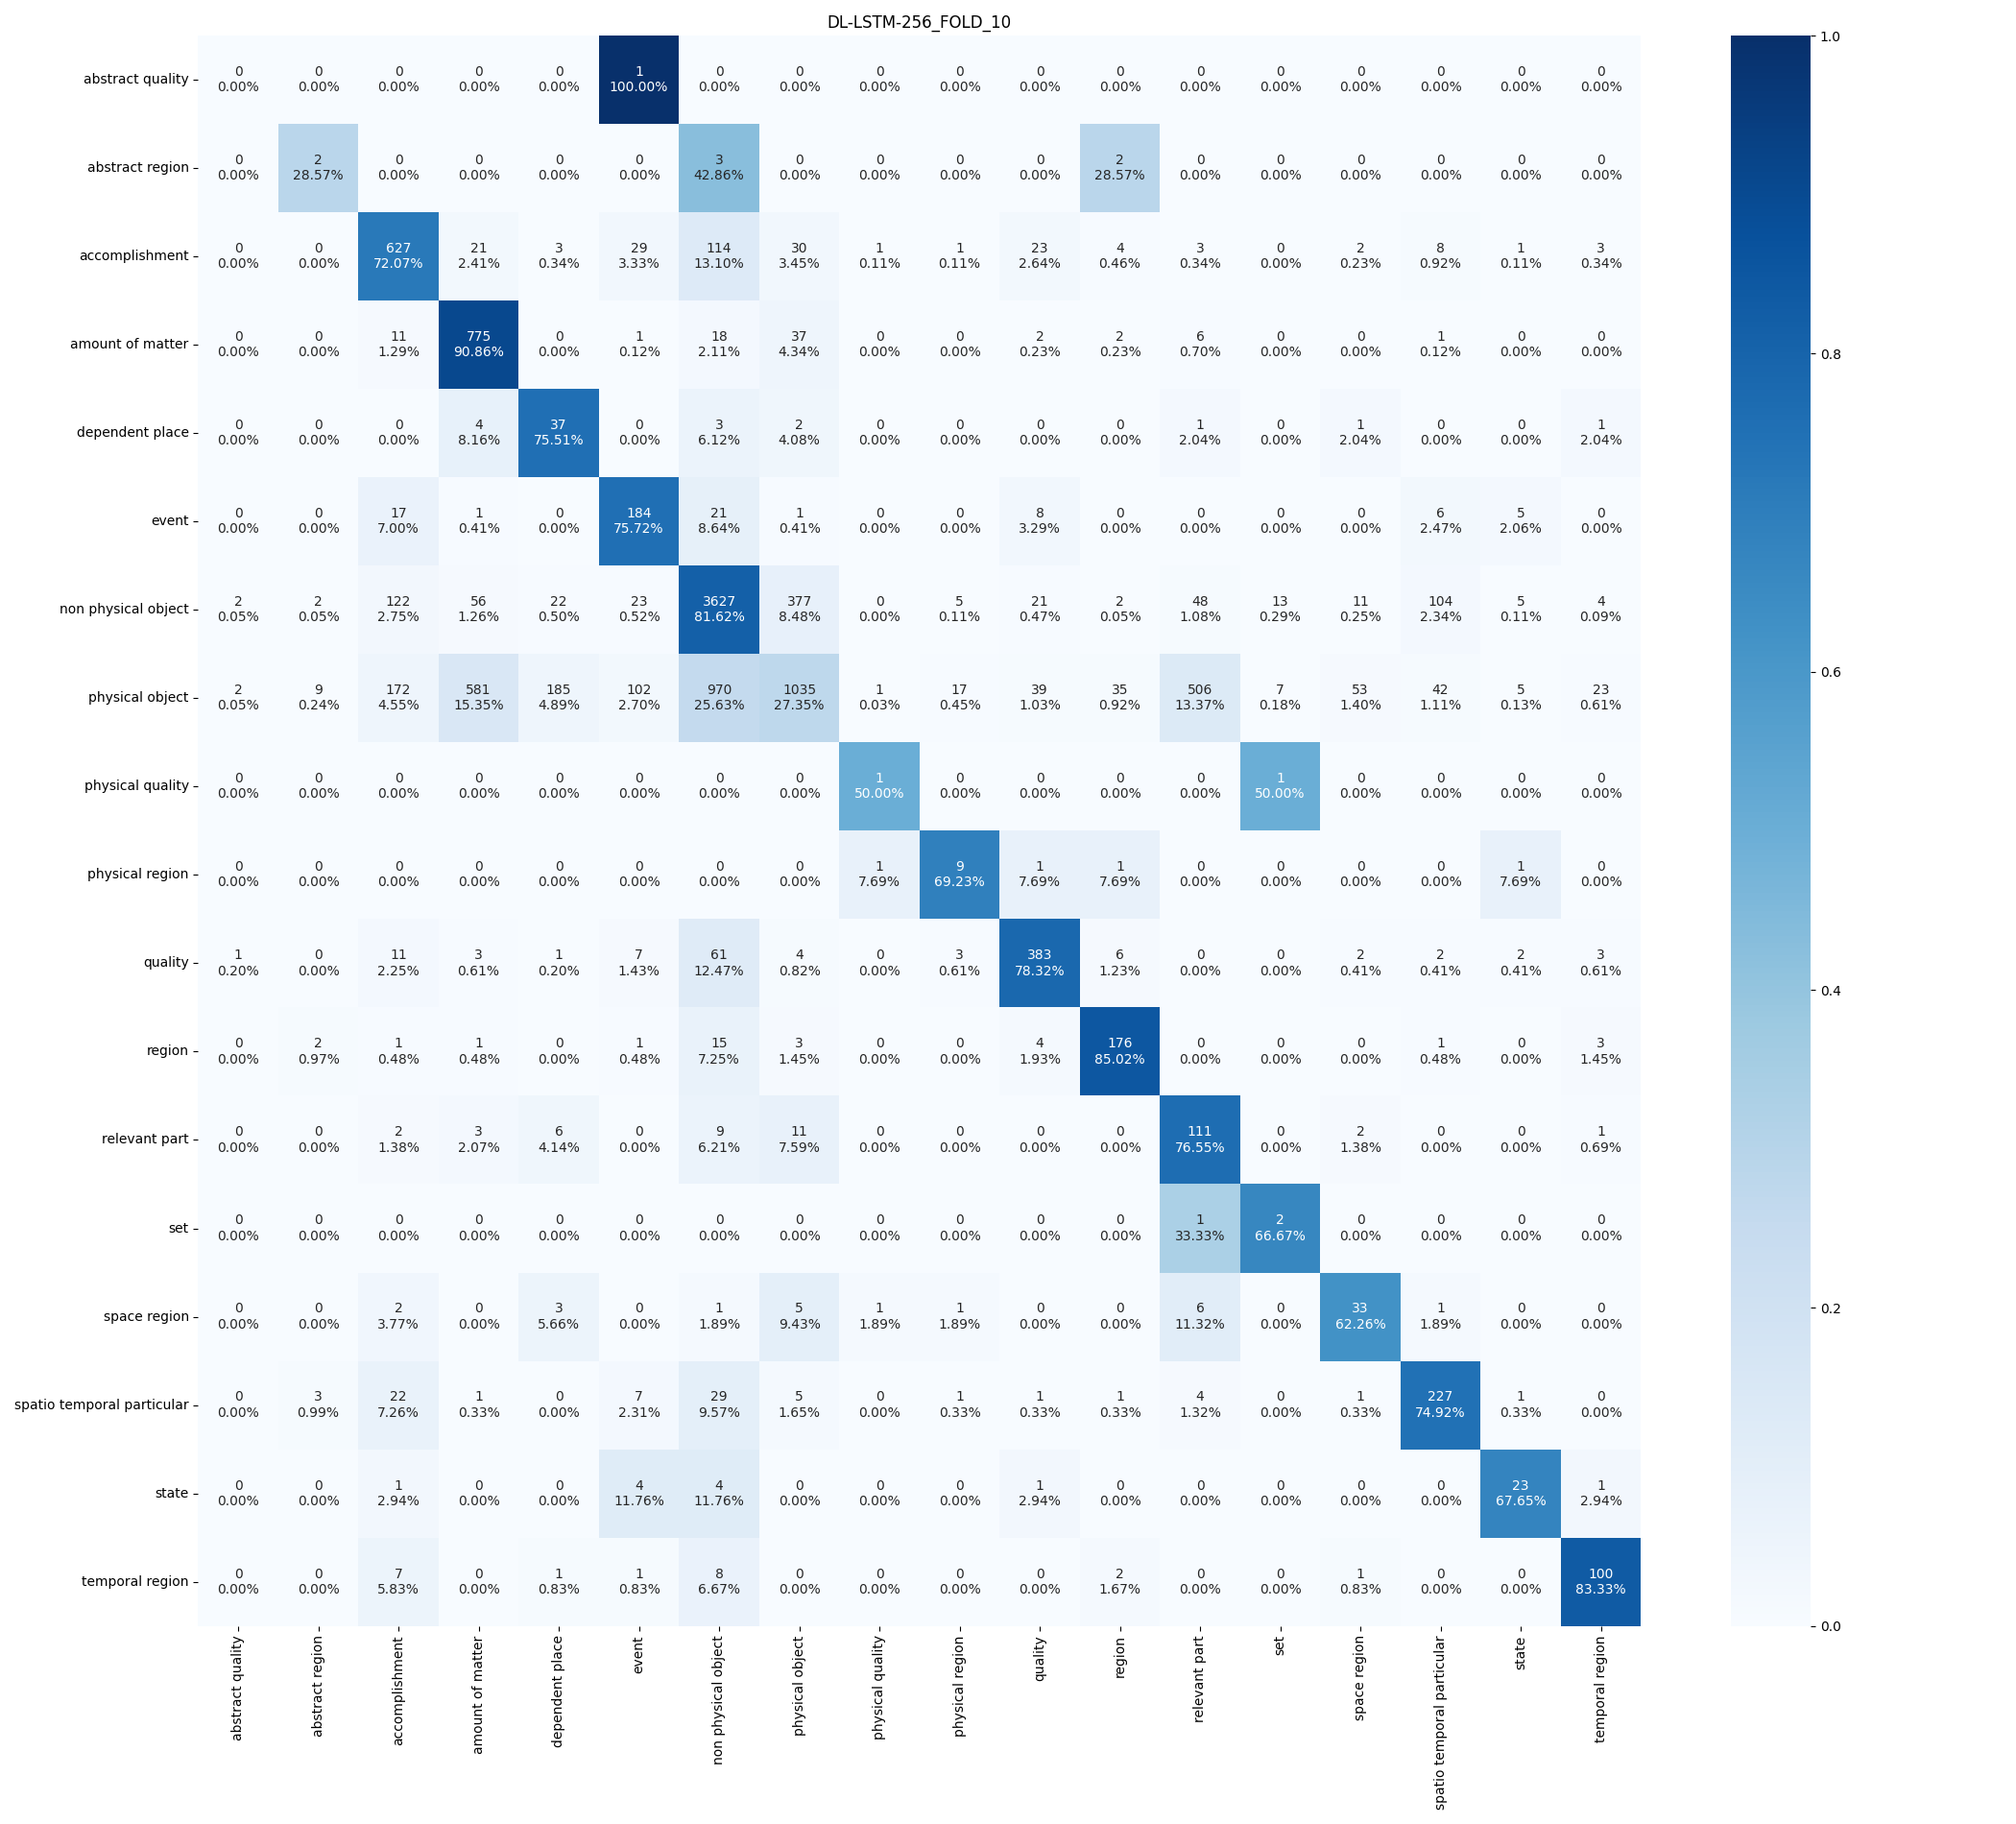 DL-LSTM-256_FOLD_10
abstract quality 0 0 0 0 0 1 0 0 0 0 0 0 0 0 0 0 0 0
0.00% 0.00% 0.00% 0.00% 0.00% 100.00% 0.00% 0.00% 0.00% 0.00% 0.00% 0.00% 0.00% 0.00% 0.00% 0.00% 0.00% 0.00%
abstract region 0 2 0 0 0 0 3 0 0 0 0 2 0 0 0 0 0 0
0.00% 28.57% 0.00% 0.00% 0.00% 0.00% 42.86% 0.00% 0.00% 0.00% 0.00% 28.57% 0.00% 0.00% 0.00% 0.00% 0.00% 0.00%
accomplishment 0 0 627 21 3 29 114 30 1 1 23 4 3 0 2 8 1 3
0.00% 0.00% 72.07% 2.41% 0.34% 3.33% 13.10% 3.45% 0.11% 0.11% 2.64% 0.46% 0.34% 0.00% 0.23% 0.92% 0.11% 0.34%
amount of matter 0 0 11 775 0 1 18 37 0 0 2 2 6 0 0 1 0 0
0.00% 0.00% 1.29% 90.86% 0.00% 0.12% 2.11% 4.34% 0.00% 0.00% 0.23% 0.23% 0.70% 0.00% 0.00% 0.12% 0.00% 0.00%
dependent place 0 0 0 4 37 0 3 2 0 0 0 0 1 0 1 0 0 1
0.00% 0.00% 0.00% 8.16% 75.51% 0.00% 6.12% 4.08% 0.00% 0.00% 0.00% 0.00% 2.04% 0.00% 2.04% 0.00% 0.00% 2.04%
event 0 0 17 1 0 184 21 1 0 0 8 0 0 0 0 6 5 0
0.00% 0.00% 7.00% 0.41% 0.00% 75.72% 8.64% 0.41% 0.00% 0.00% 3.29% 0.00% 0.00% 0.00% 0.00% 2.47% 2.06% 0.00%
non physical object 2 2 122 56 22 23 3627 377 0 5 21 2 48 13 11 104 5 4
0.05% 0.05% 2.75% 1.26% 0.50% 0.52% 81.62% 8.48% 0.00% 0.11% 0.47% 0.05% 1.08% 0.29% 0.25% 2.34% 0.11% 0.09%
physical object 2 9 172 581 185 102 970 1035 1 17 39 35 506 7 53 42 5 23
0.05% 0.24% 4.55% 15.35% 4.89% 2.70% 25.63% 27.35% 0.03% 0.45% 1.03% 0.92% 13.37% 0.18% 1.40% 1.11% 0.13% 0.61%
physical quality 0 0 0 0 0 0 0 0 1 0 0 0 0 1 0 0 0 0
0.00% 0.00% 0.00% 0.00% 0.00% 0.00% 0.00% 0.00% 50.00% 0.00% 0.00% 0.00% 0.00% 50.00% 0.00% 0.00% 0.00% 0.00%
physical region 0 0 0 0 0 0 0 0 1 9 1 1 0 0 0 0 1 0
0.00% 0.00% 0.00% 0.00% 0.00% 0.00% 0.00% 0.00% 7.69% 69.23% 7.69% 7.69% 0.00% 0.00% 0.00% 0.00% 7.69% 0.00%
quality 1 0 11 3 1 7 61 4 0 3 383 6 0 0 2 2 2 3
0.20% 0.00% 2.25% 0.61% 0.20% 1.43% 12.47% 0.82% 0.00% 0.61% 78.32% 1.23% 0.00% 0.00% 0.41% 0.41% 0.41% 0.61%
region 0 2 1 1 0 1 15 3 0 0 4 176 0 0 0 1 0 3
0.00% 0.97% 0.48% 0.48% 0.00% 0.48% 7.25% 1.45% 0.00% 0.00% 1.93% 85.02% 0.00% 0.00% 0.00% 0.48% 0.00% 1.45%
relevant part 0 0 2 3 6 0 9 11 0 0 0 0 111 0 2 0 0 1
0.00% 0.00% 1.38% 2.07% 4.14% 0.00% 6.21% 7.59% 0.00% 0.00% 0.00% 0.00% 76.55% 0.00% 1.38% 0.00% 0.00% 0.69%
set 0 0 0 0 0 0 0 0 0 0 0 0 1 2 0 0 0 0
0.00% 0.00% 0.00% 0.00% 0.00% 0.00% 0.00% 0.00% 0.00% 0.00% 0.00% 0.00% 33.33% 66.67% 0.00% 0.00% 0.00% 0.00%
space region 0 0 2 0 3 0 1 5 1 1 0 0 6 0 33 1 0 0
0.00% 0.00% 3.77% 0.00% 5.66% 0.00% 1.89% 9.43% 1.89% 1.89% 0.00% 0.00% 11.32% 0.00% 62.26% 1.89% 0.00% 0.00%
spatio temporal particular 0 3 22 1 0 7 29 5 0 1 1 1 4 0 1 227 1 0
0.00% 0.99% 7.26% 0.33% 0.00% 2.31% 9.57% 1.65% 0.00% 0.33% 0.33% 0.33% 1.32% 0.00% 0.33% 74.92% 0.33% 0.00%
state 0 0 1 0 0 4 4 0 0 0 1 0 0 0 0 0 23 1
0.00% 0.00% 2.94% 0.00% 0.00% 11.76% 11.76% 0.00% 0.00% 0.00% 2.94% 0.00% 0.00% 0.00% 0.00% 0.00% 67.65% 2.94%
temporal region 0 0 7 0 1 1 8 0 0 0 0 2 0 0 1 0 0 100
0.00% 0.00% 5.83% 0.00% 0.83% 0.83% 6.67% 0.00% 0.00% 0.00% 0.00% 1.67% 0.00% 0.00% 0.83% 0.00% 0.00% 83.33%
abstract quality
abstract region
accomplishment
amount of matter
dependent place
event
non physical object
physical object
physical quality
physical region
quality
region
relevant part
set
space region
spatio temporal particular
state
temporal region
1.0
0.8
0.6
0.4
0.2
0.0